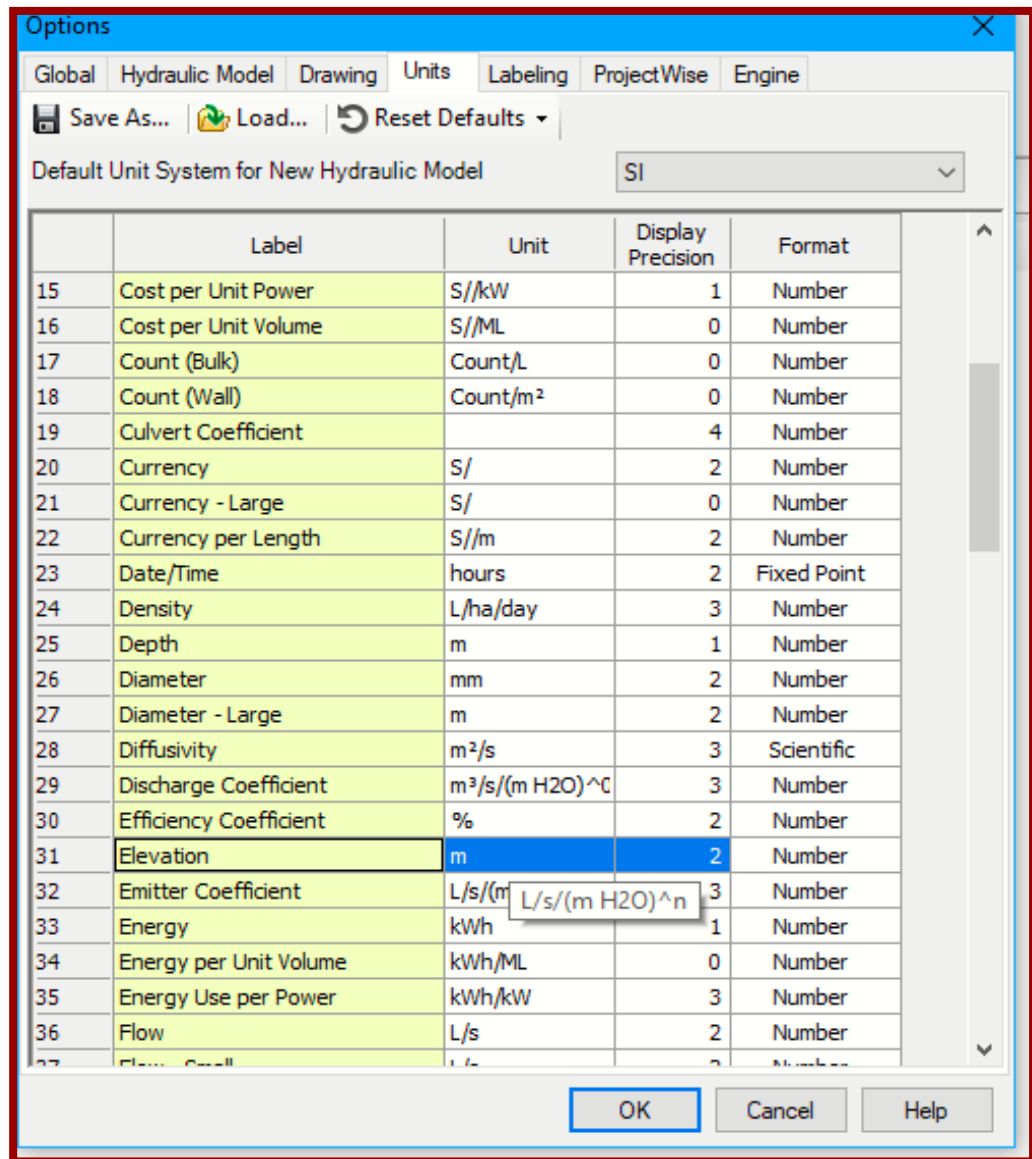 Options
Global Hydraulic Model Drawing Units Labeling ProjectWise Engine
Save As... Load... Reset Defaults
Default Unit System for New Hydraulic Model SI
Label Unit Display Precision Format
15 Cost per Unit Power S//kW 1 Number
16 Cost per Unit Volume S//ML 0 Number
17 Count (Bulk) Count/L 0 Number
18 Count (Wall) Count/m² 0 Number
19 Culvert Coefficient 4 Number
20 Currency S/ 2 Number
21 Currency - Large S/ 0 Number
22 Currency per Length S//m 2 Number
23 Date/Time hours 2 Fixed Point
24 Density L/ha/day 3 Number
25 Depth m 1 Number
26 Diameter mm 2 Number
27 Diameter - Large m 2 Number
28 Diffusivity m²/s 3 Scientific
29 Discharge Coefficient m³/s/(m H2O)^ 3 Number
30 Efficiency Coefficient % 2 Number
31 Elevation m 2 Number
32 Emitter Coefficient L/s/(m 3 Number
L/s/(m H2O)^n
33 Energy kWh 1 Number
34 Energy per Unit Volume kWh/ML 0 Number
35 Energy Use per Power kWh/kW 3 Number
36 Flow L/s 2 Number
OK Cancel Help